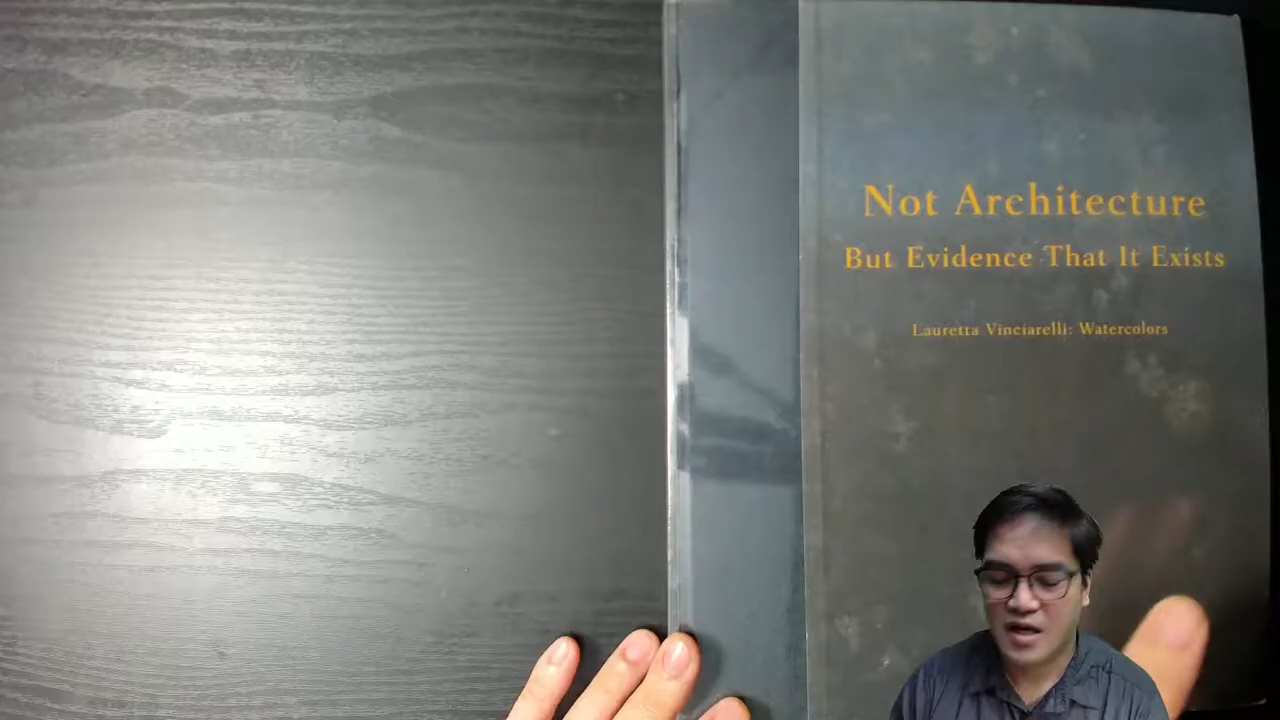 Not Architecture
But Evidence That It Exists
Lauretta Vinciarelli: Watercolors